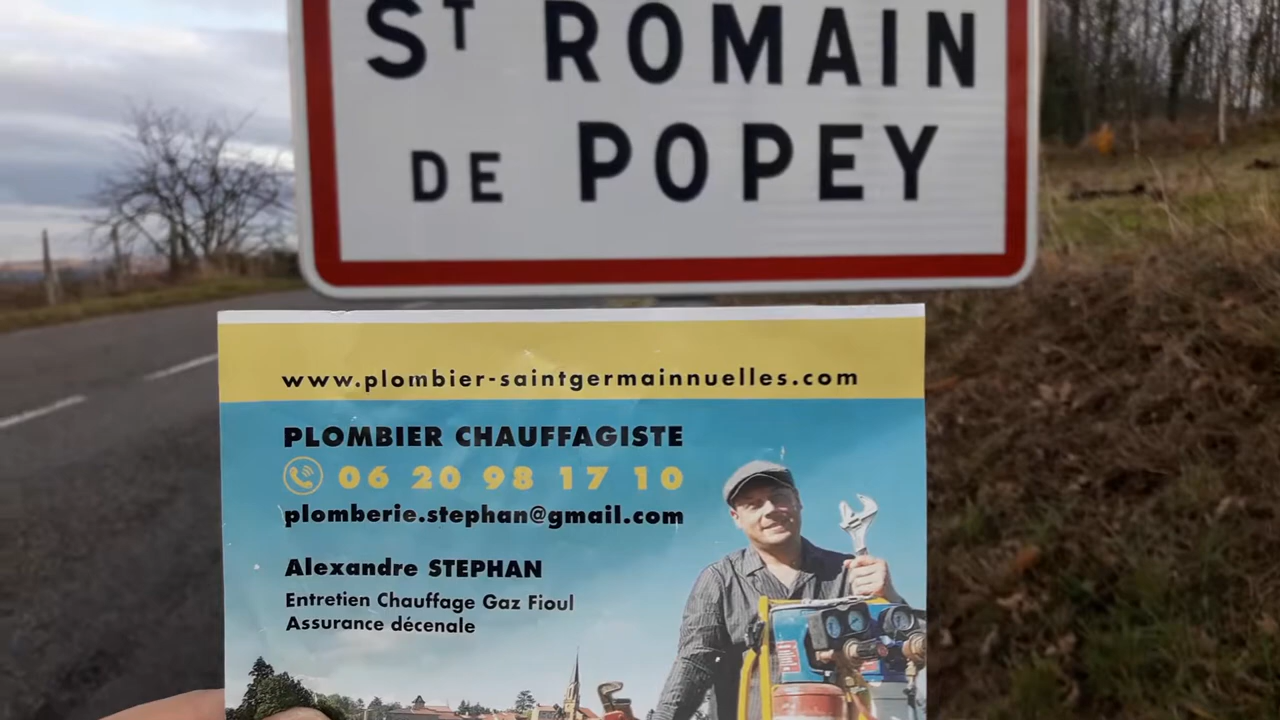 ST ROMAIN
DE POPEY
www.plombier-saintgermainnuelles.com
PLOMBIER CHAUFFAGISTE
06 20 98 17 10
plomberie.stephan@gmail.com
Alexandre STEPHAN
Entretien Chauffage Gaz Fioul
Assurance décenale